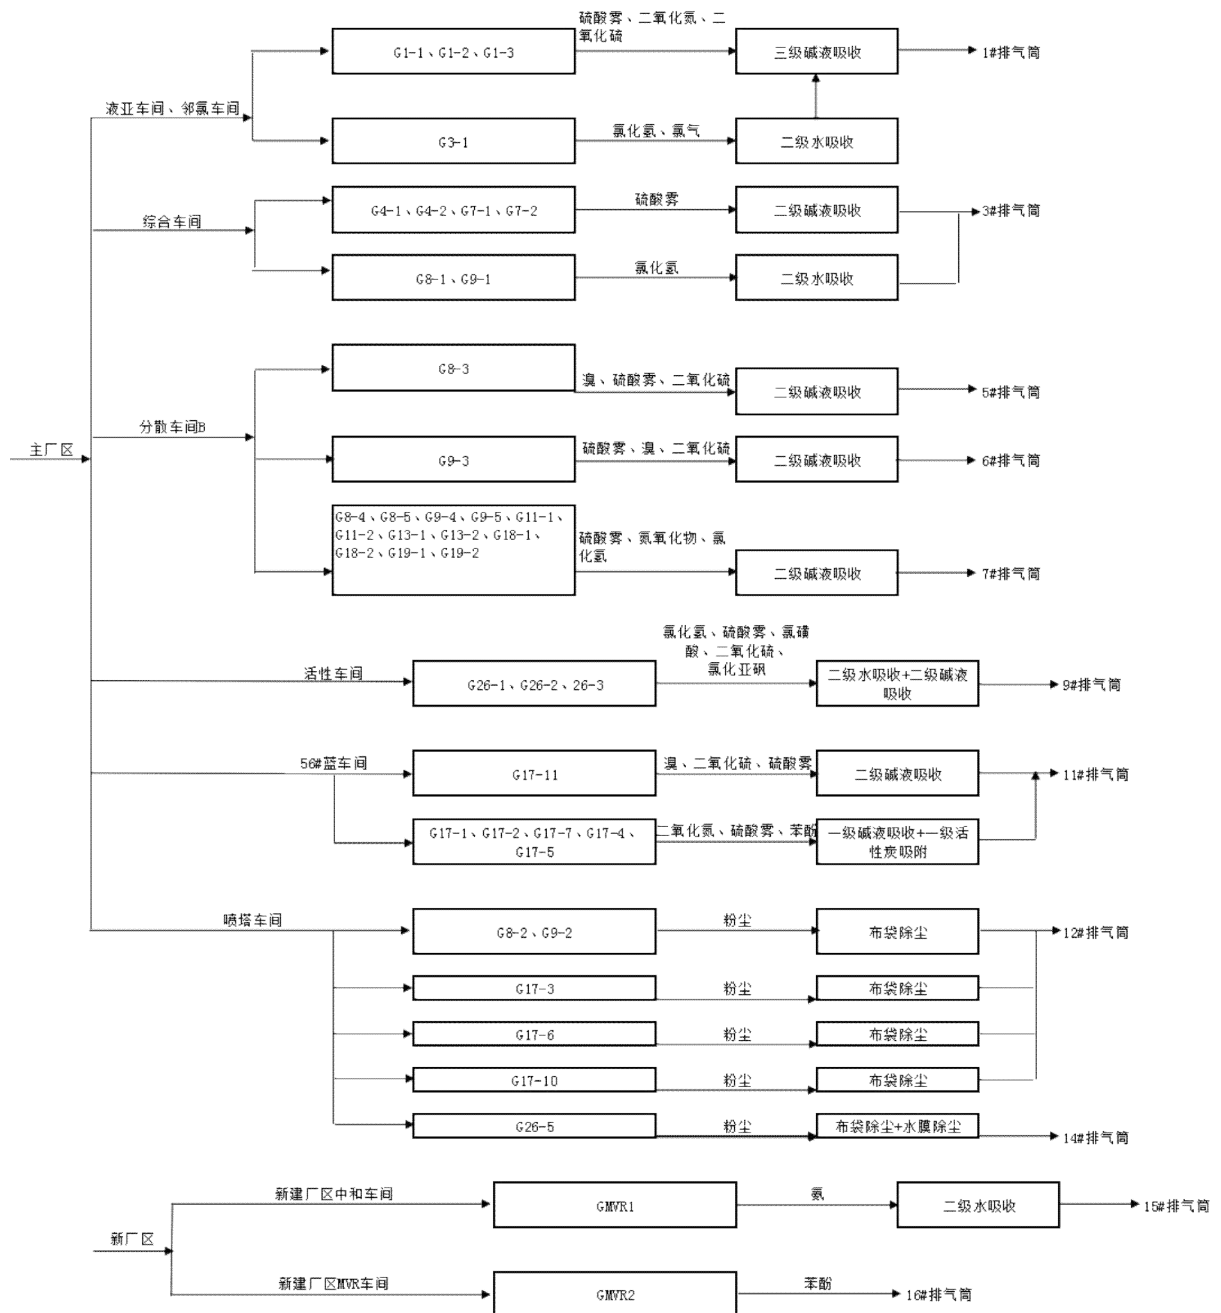 硫酸雾、二氧化氮、二
氧化硫
G1-1、G1-2、G1-3
三级碱液吸收
1#排气筒
液亚车间、邻氯车间
G3-1
氯化氢、氯气
二级水吸收
G4-1、G4-2、G7-1、G7-2
硫酸雾
二级碱液吸收
3#排气筒
综合车间
G8-1、G9-1
氯化氢
二级水吸收
G8-3
溴、硫酸雾、二氧化硫
二级碱液吸收
5#排气筒
分散车间B
主厂区
G9-3
硫酸雾、溴、二氧化硫
二级碱液吸收
6#排气筒
G8-4、G8-5、G9-4、G9-5、G11-1、
G11-2、G13-1、G13-2、G18-1、
G18-2、G19-1、G19-2
硫酸雾、氮氧化物、氯
化氢
二级碱液吸收
7#排气筒
活性车间
G26-1、G26-2、26-3
氯化氢、硫酸雾、氯磺
酸、二氧化硫、
氯化亚砜
二级水吸收+二级碱液
吸收
9#排气筒
56#蓝车间
G17-11
溴、二氧化硫、硫酸雾
二级碱液吸收
11#排气筒
G17-1、G17-2、G17-7、G17-4、
G17-5
二氧化氮、硫酸雾、苯酚
一级碱液吸收+一级活
性炭吸附
喷塔车间
G8-2、G9-2
粉尘
布袋除尘
12#排气筒
G17-3
粉尘
布袋除尘
G17-6
粉尘
布袋除尘
G17-10
粉尘
布袋除尘
G26-5
粉尘
布袋除尘+水膜除尘
14#排气筒
新建厂区中和车间
GMVR1
氨
二级水吸收
15#排气筒
新厂区
新建厂区MVR车间
GMVR2
苯酚
16#排气筒